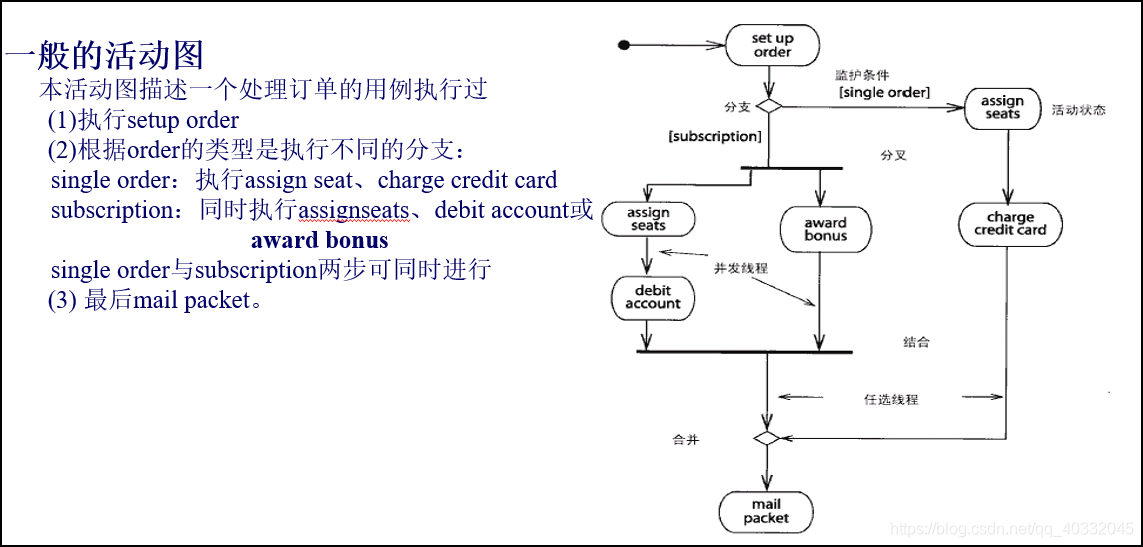 一般的活动图
本活动图描述一个处理订单的用例执行过
(1)执行setup order
(2)根据order的类型是执行不同的分支：
single order：执行assign seat、charge credit card
subscription：同时执行assignseats、debit account或
award bonus
single order与subscription两步可同时进行
(3) 最后mail packet。
set up
order
监护条件
[single order]
分支
assign
seats
活动状态
[subscription]
分叉
assign
seats
award
bonus
charge
credit card
并发线程
debit
account
结合
任选线程
合并
mail
packet
https://blog.csdn.net/qq_40332045